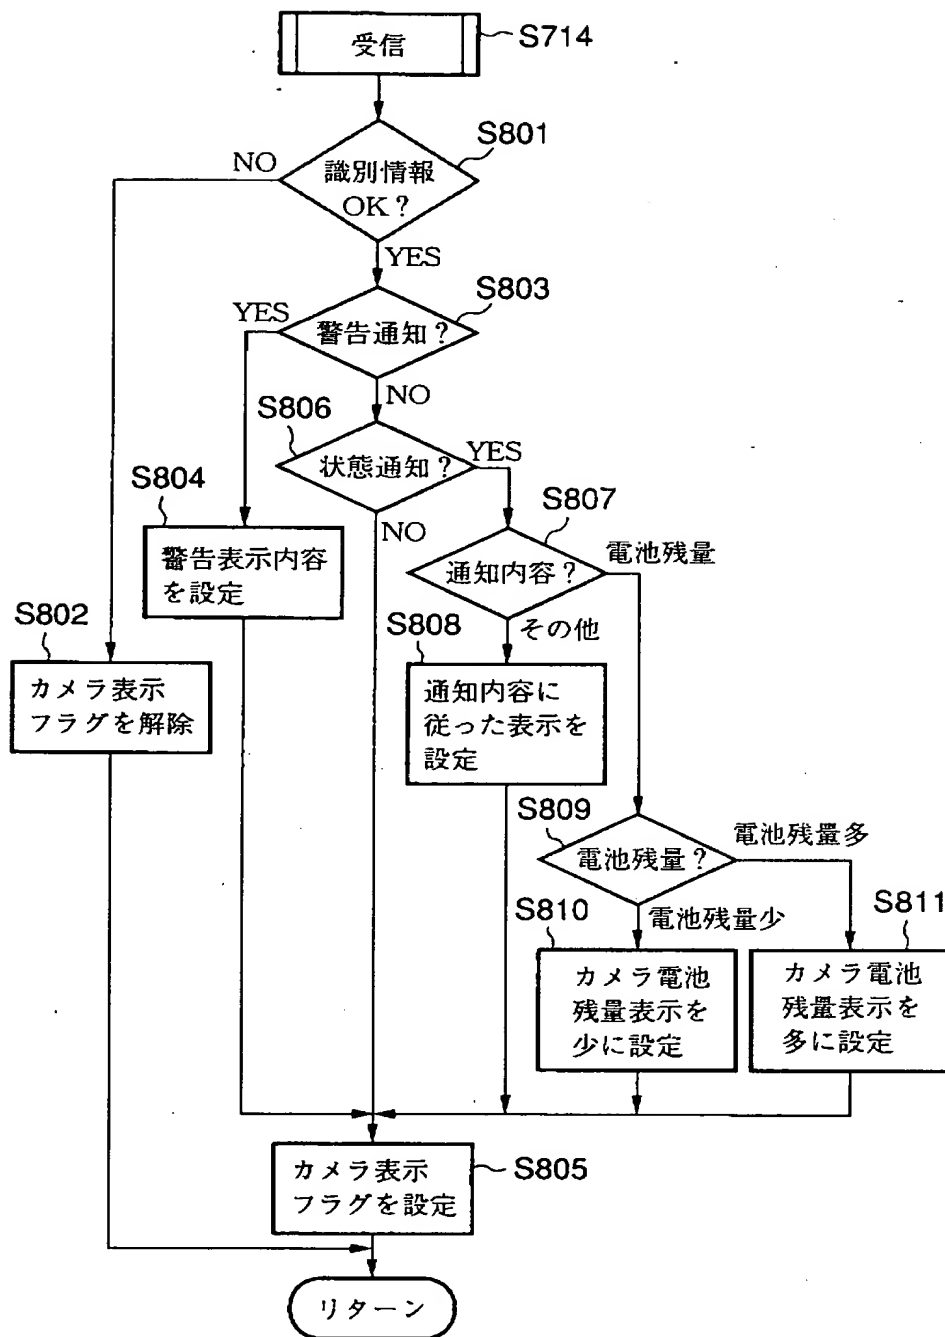 受信
S714
S801
NO
識別情報
OK?
YES
S803
YES
警告通知?
NO
S806
状態通知?
YES
NO
S804
警告表示内容
を設定
S807
通知内容?
電池残量
その他
S802
カメラ表示
フラグを解除
S808
通知内容に
従った表示を
設定
S809
電池残量?
電池残量多
電池残量少
S810
カメラ電池
残量表示を
少に設定
S811
カメラ電池
残量表示を
多に設定
カメラ表示
フラグを設定
S805
リターン